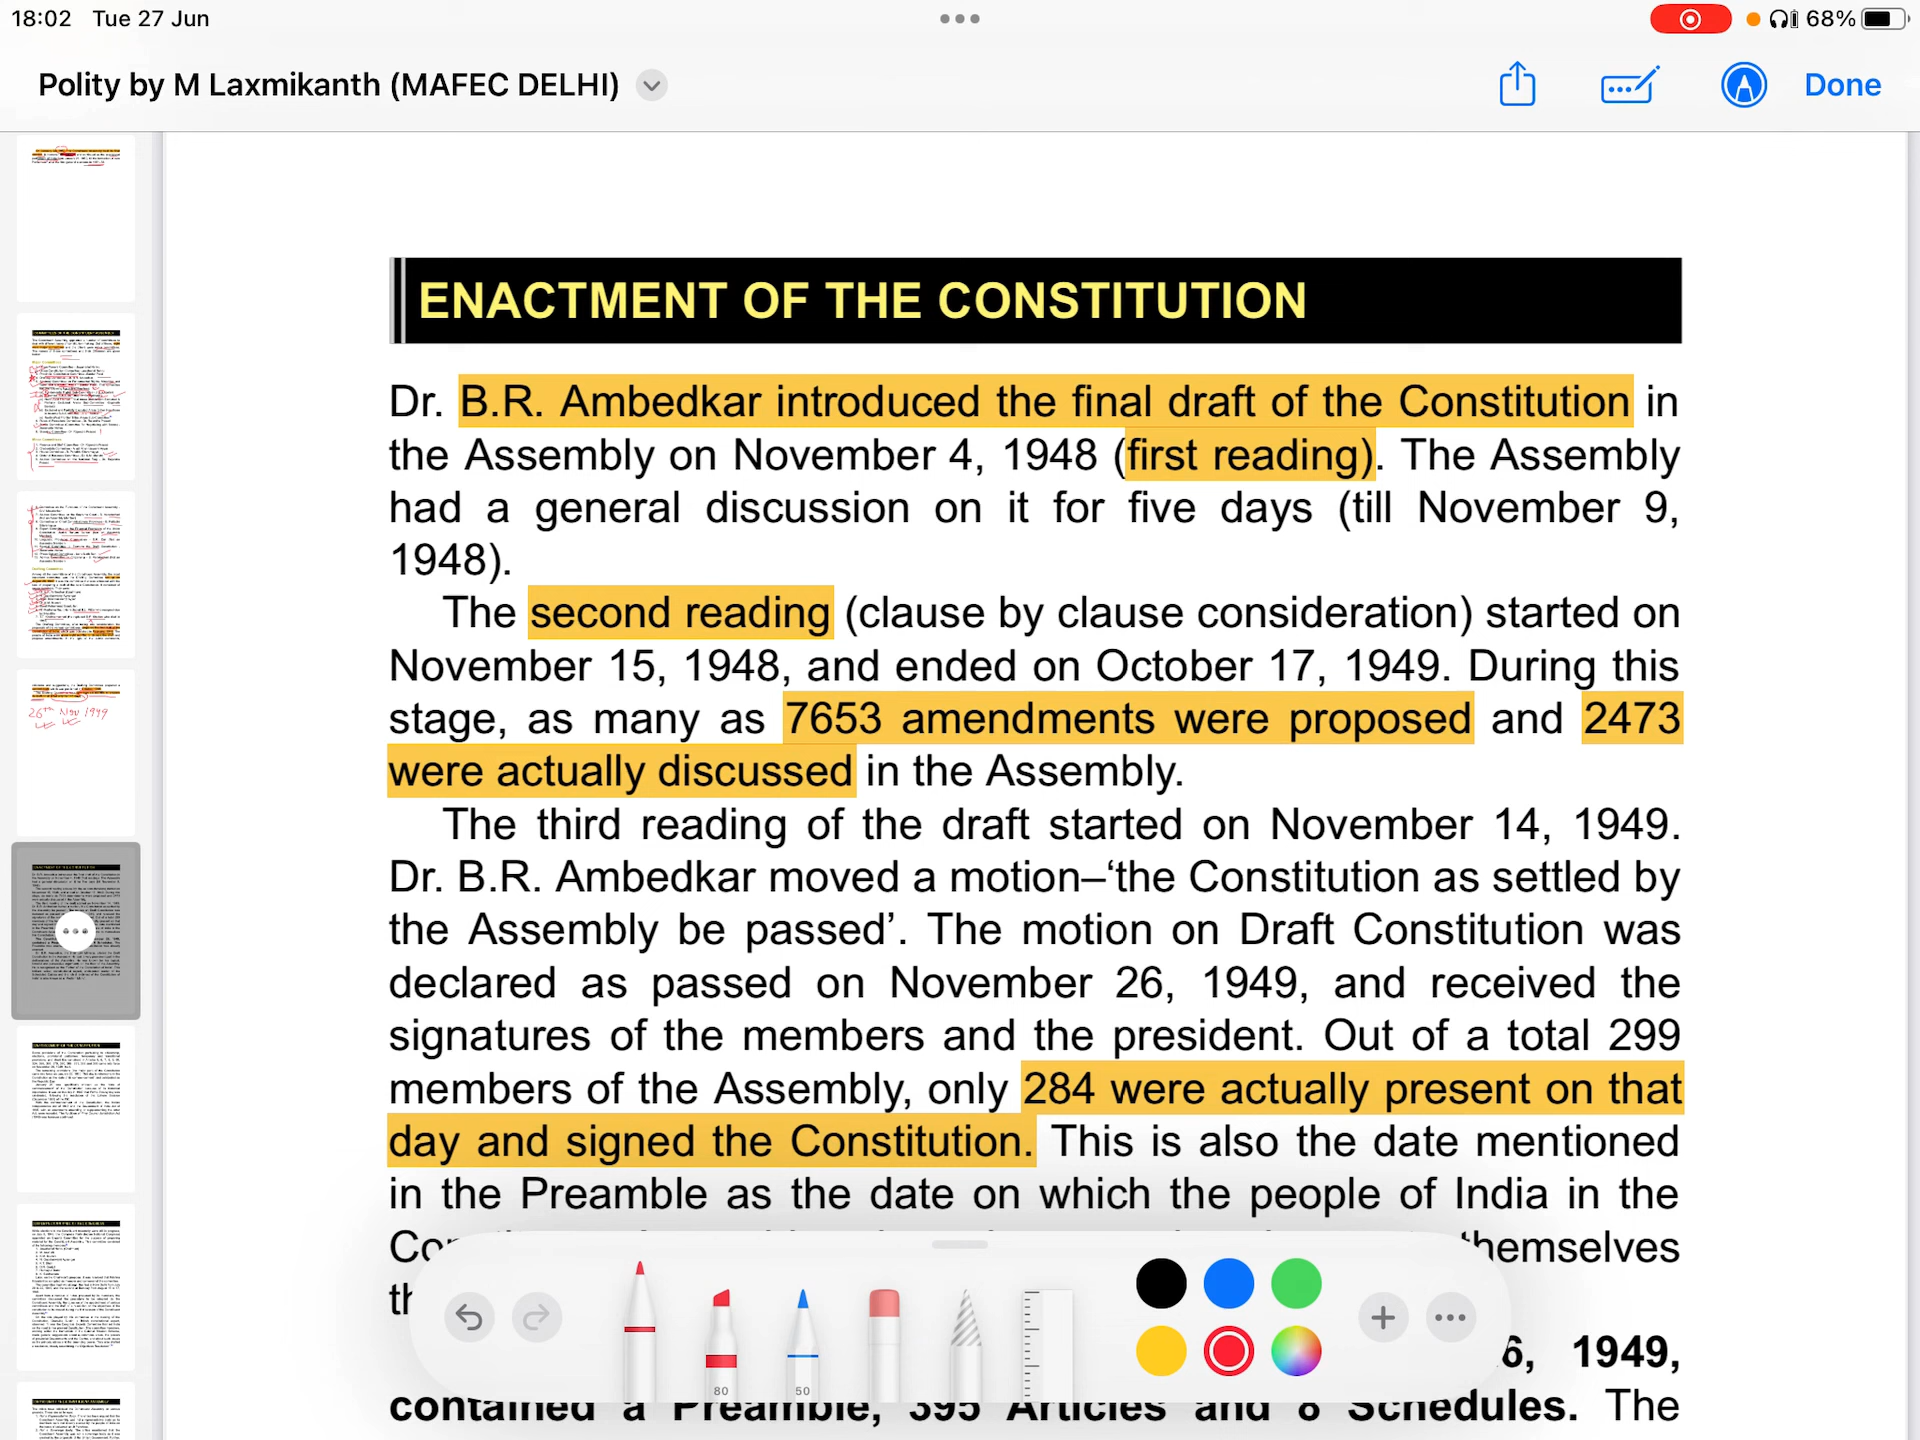 18:02 Tue 27 Jun
68%
Polity by M Laxmikanth (MAFEC DELHI)
Done
ENACTMENT OF THE CONSTITUTION
Dr. B.R. Ambedkar introduced the final draft of the Constitution in
the Assembly on November 4, 1948 (first reading). The Assembly
had a general discussion on it for five days (till November 9,
1948).
The second reading (clause by clause consideration) started on
November 15, 1948, and ended on October 17, 1949. During this
stage, as many as 7653 amendments were proposed and 2473
were actually discussed in the Assembly.
The third reading of the draft started on November 14, 1949.
Dr. B.R. Ambedkar moved a motion–‘the Constitution as settled by
the Assembly be passed’. The motion on Draft Constitution was
declared as passed on November 26, 1949, and received the
signatures of the members and the president. Out of a total 299
members of the Assembly, only 284 were actually present on that
day and signed the Constitution. This is also the date mentioned
in the Preamble as the date on which the people of India in the
themselves
1949,
contained a Preamble, 395 Articles and 8 Schedules. The
80
50
26th Nov 1949